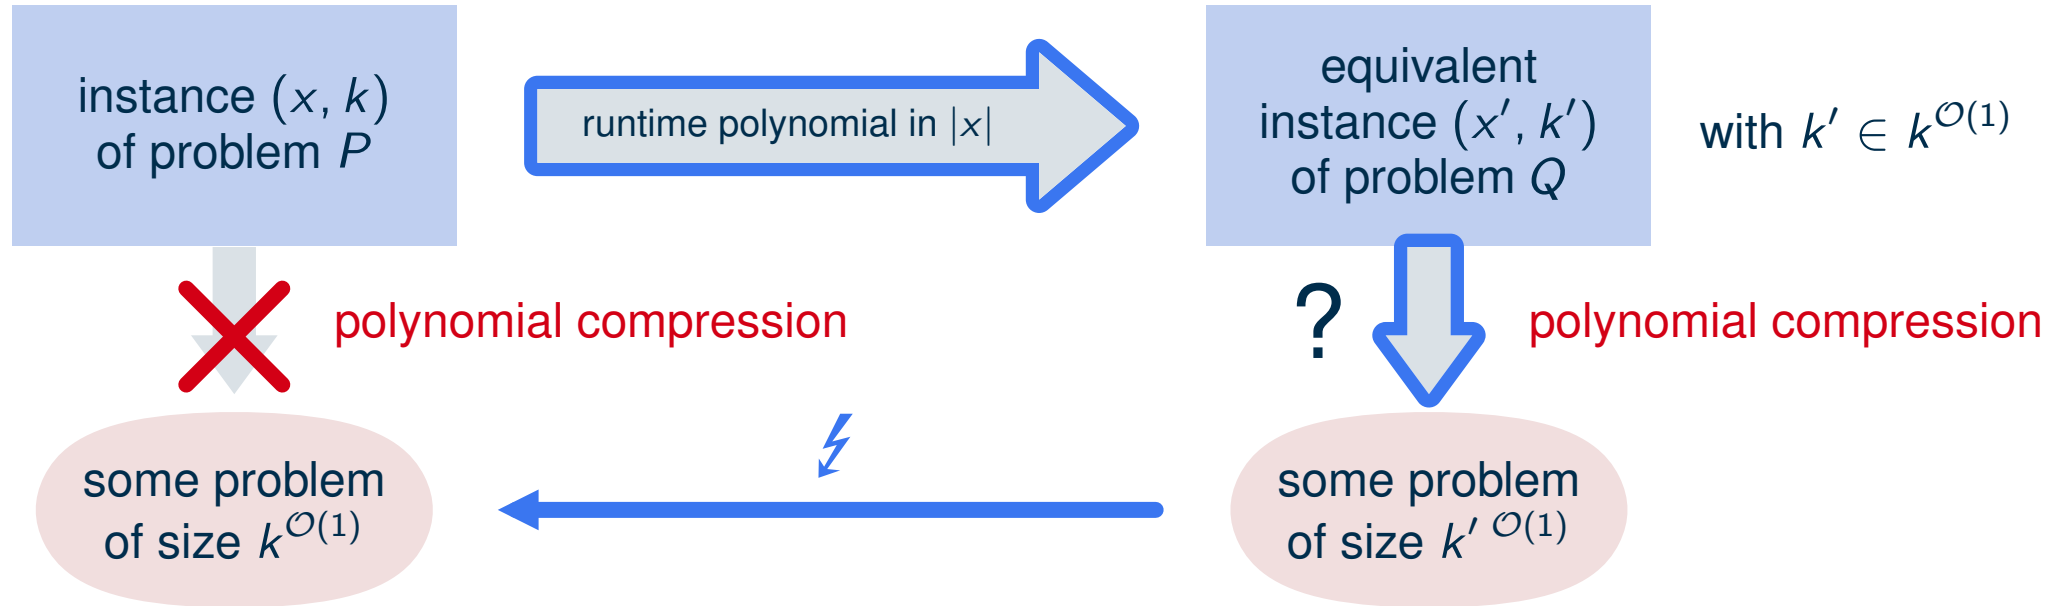 instance (x, k)
of problem P
runtime polynomial in |x|
equivalent
instance (x′, k′)
of problem Q
with k′ ∈ k^𝒪(1)
polynomial compression
?
polynomial compression
some problem
of size k^𝒪(1)
some problem
of size k′ ^𝒪(1)